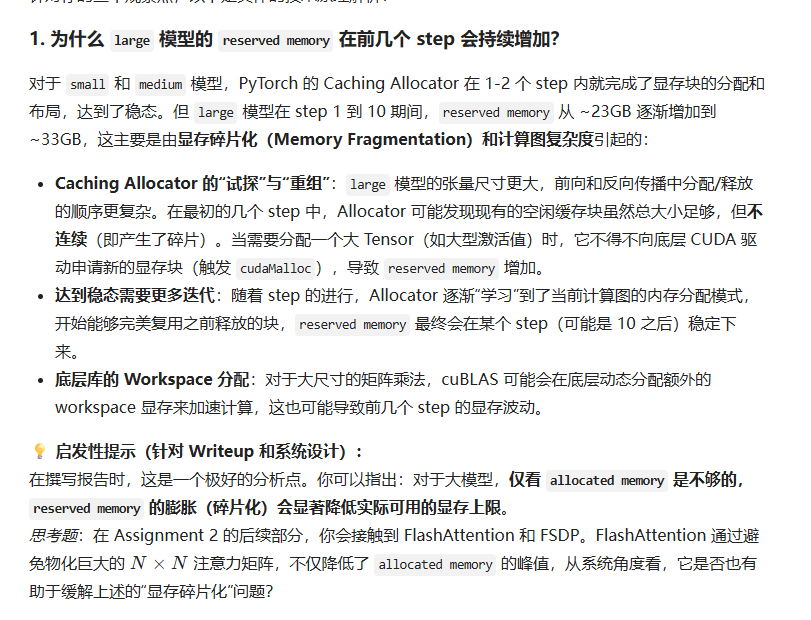 1. 为什么 large 模型的 reserved memory 在前几个 step 会持续增加？
对于 small 和 medium 模型，PyTorch 的 Caching Allocator 在 1-2 个 step 内就完成了显存块的分配和
布局，达到了稳态。但 large 模型在 step 1 到 10 期间，reserved memory 从 ~23GB 逐渐增加到
~33GB，这主要是由显存碎片化（Memory Fragmentation）和计算图复杂度引起的：
• Caching Allocator 的“试探”与“重组”：large 模型的张量尺寸更大，前向和反向传播中分配/释放
的顺序更复杂。在最初的几个 step 中，Allocator 可能发现现有的空闲缓存块虽然总大小足够，但不
连续（即产生了碎片）。当需要分配一个大 Tensor（如大型激活值）时，它不得不向底层 CUDA 驱
动申请新的显存块（触发 cudaMalloc），导致 reserved memory 增加。
• 达到稳态需要更多迭代：随着 step 的进行，Allocator 逐渐“学习”到了当前计算图的内存分配模式，
开始能够完美复用之前释放的块，reserved memory 最终会在某个 step（可能是 10 之后）稳定下
来。
• 底层库的 Workspace 分配：对于大尺寸的矩阵乘法，cuBLAS 可能会在底层动态分配额外的
workspace 显存来加速计算，这也可能导致前几个 step 的显存波动。
💡 启发性提示（针对 Writeup 和系统设计）：
在撰写报告时，这是一个极好的分析点。你可以指出：对于大模型，仅看 allocated memory 是不够的，
reserved memory 的膨胀（碎片化）会显著降低实际可用的显存上限。
思考题：在 Assignment 2 的后续部分，你会接触到 FlashAttention 和 FSDP。FlashAttention 通过避
免物化巨大的 N × N 注意力矩阵，不仅降低了 allocated memory 的峰值，从系统角度看，它是否也有
助于缓解上述的“显存碎片化”问题？